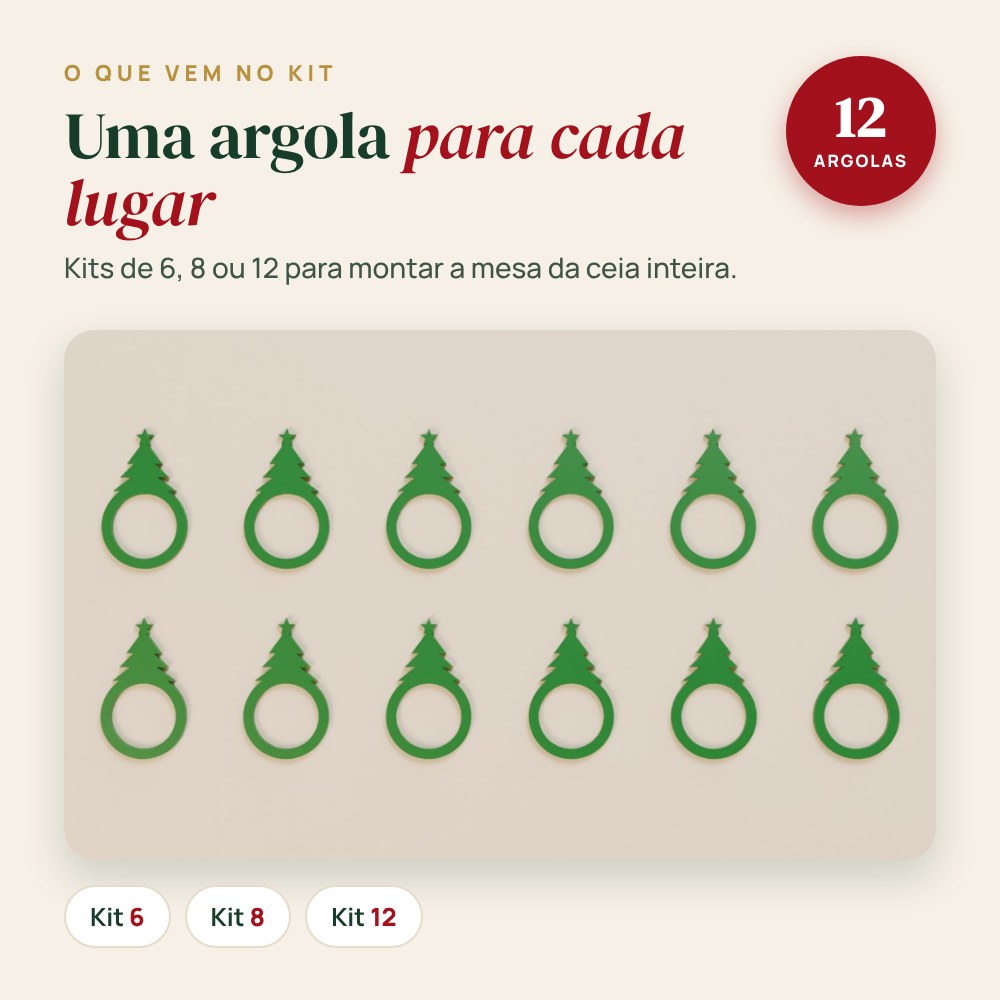 O QUE VEM NO KIT
Uma argola para cada
lugar
Kits de 6, 8 ou 12 para montar a mesa da ceia inteira.
12
ARGOLAS
Kit 6
Kit 8
Kit 12